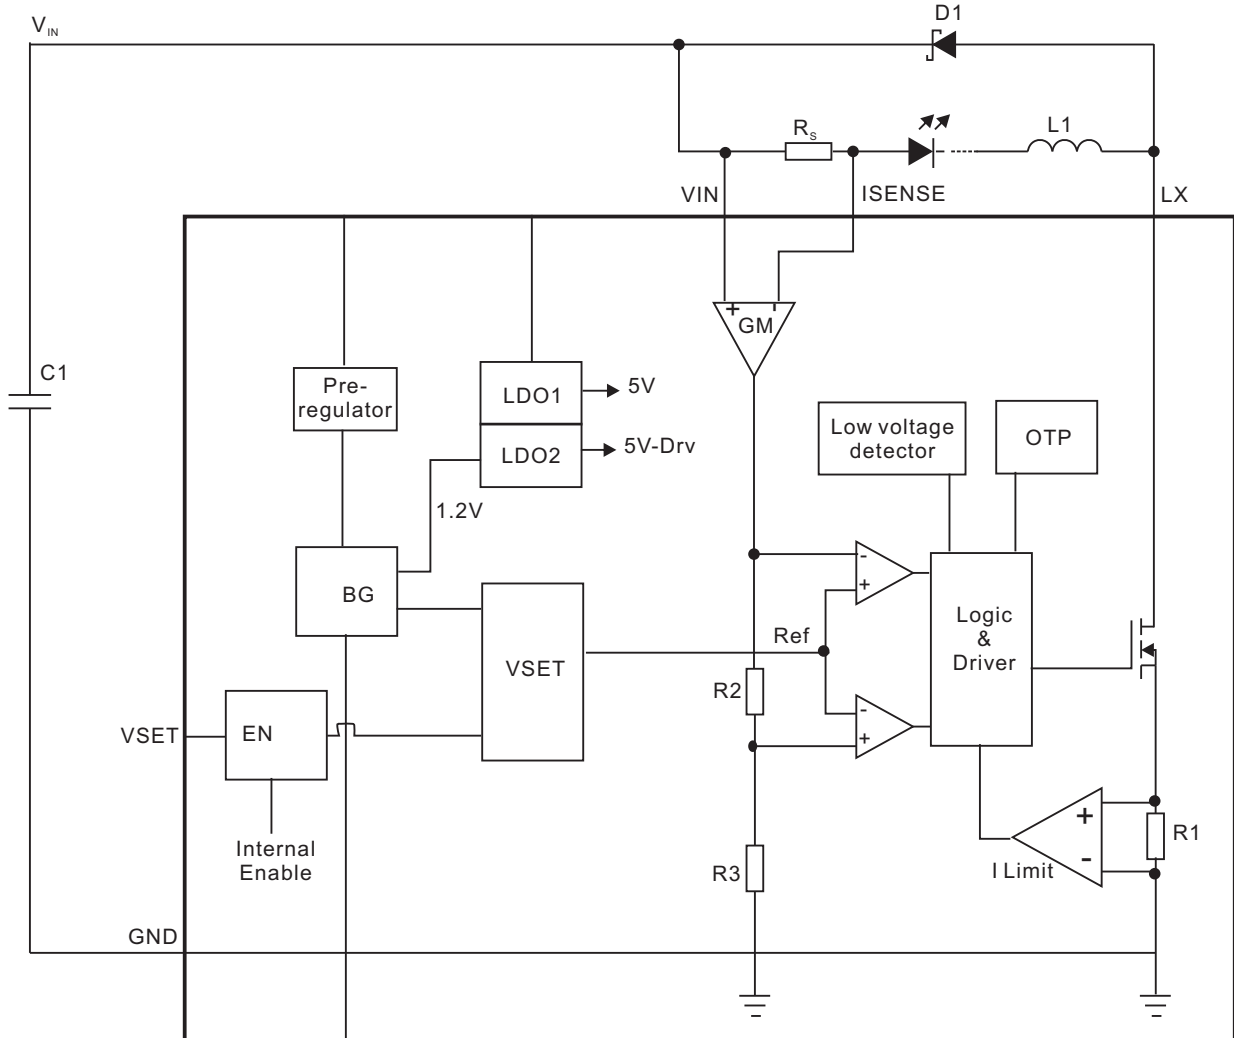 VIN
D1
RS
L1
VIN
ISENSE
LX
+
-
GM
C1
Pre-
regulator
LDO1
5V
LDO2
5V-Drv
1.2V
Low voltage
detector
OTP
BG
-
+
Logic
&
Driver
Ref
VSET
R2
-
+
VSET
EN
Internal
Enable
R3
+
-
I Limit
R1
GND